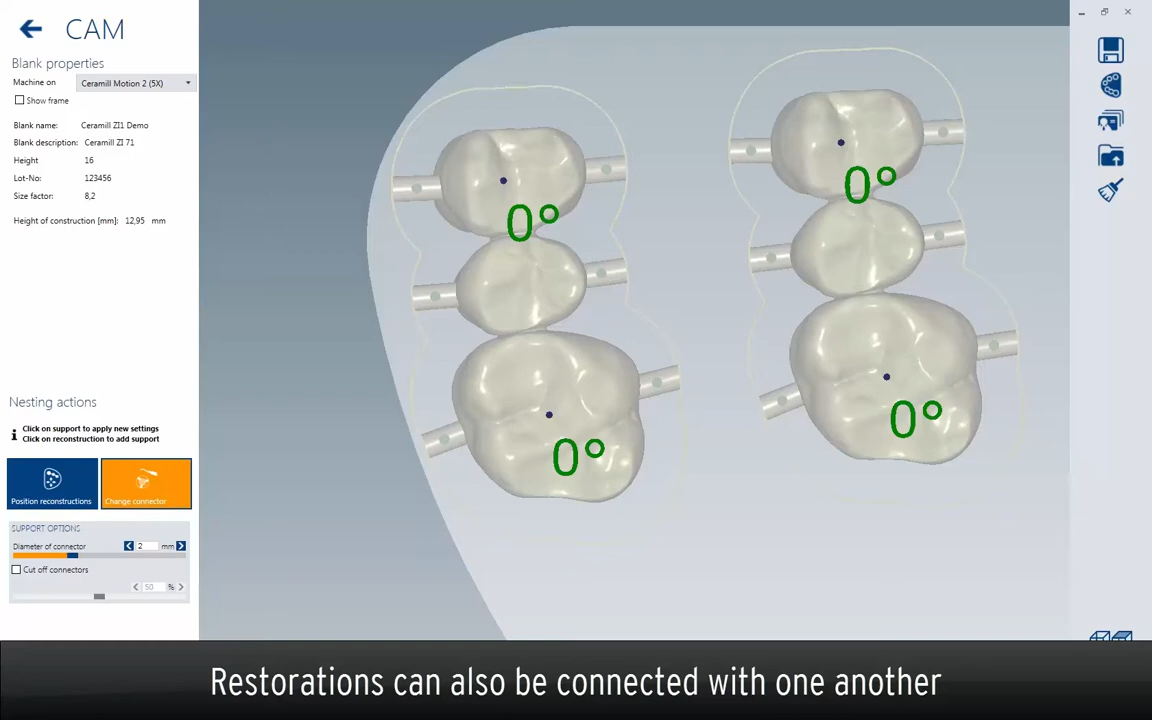 CAM
Blank properties
Machine on Ceramill Motion 2 (5X)
Show frame
Blank name: Ceramill ZI1 Demo
Blank description: Ceramill ZI 71
Height 16
Lot-No: 123456
Size factor: 8,2
Height of construction [mm]: 12,95 mm
0°
0°
0°
0°
Nesting actions
Click on support to apply new settings
Click on reconstruction to add support
Position reconstructions
Change connector
SUPPORT OPTIONS
Diameter of connector 2 mm
Cut off connectors
50 %
Restorations can also be connected with one another